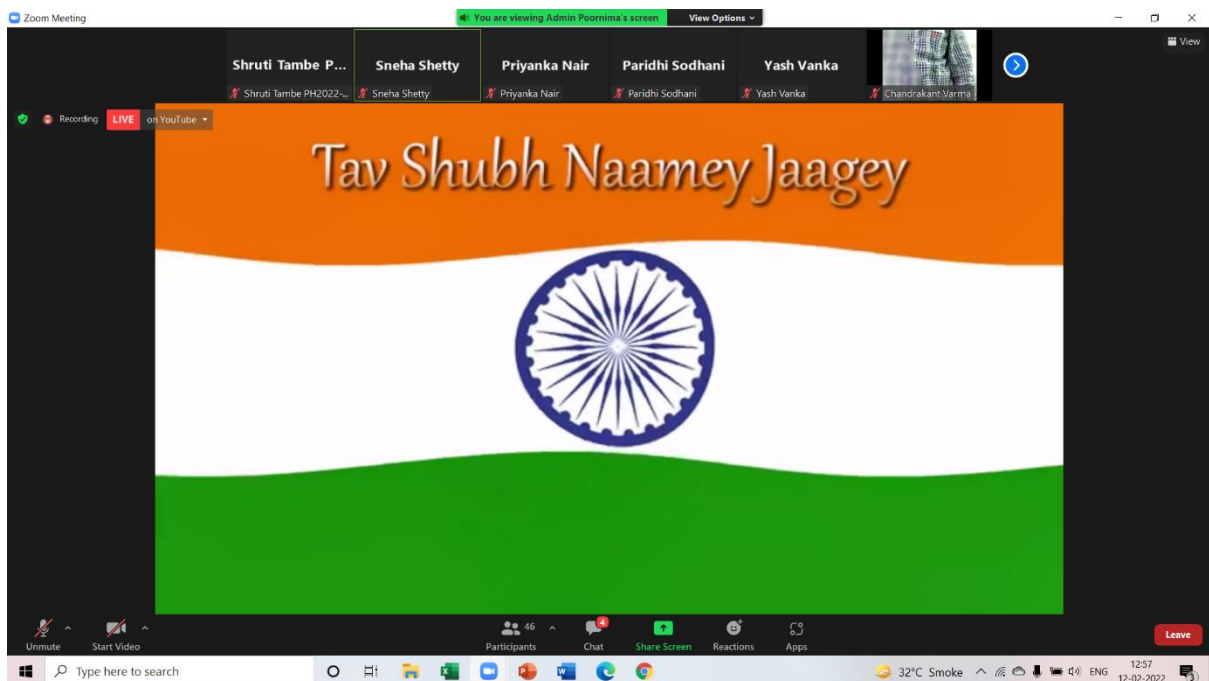 Zoom Meeting
You are viewing Admin Poornima's screen View Options
View
Shruti Tambe P... Sneha Shetty Priyanka Nair Paridhi Sodhani Yash Vanka
Shruti Tambe PH2022-... Sneha Shetty Priyanka Nair Paridhi Sodhani Yash Vanka Chandrakant Varma
Recording LIVE on YouTube
Tav Shubh Naamey Jaagey
46 4
Unmute Start Video Participants Chat Share Screen Reactions Apps Leave
Type here to search 32°C Smoke ENG 12:57
12-02-2022 3